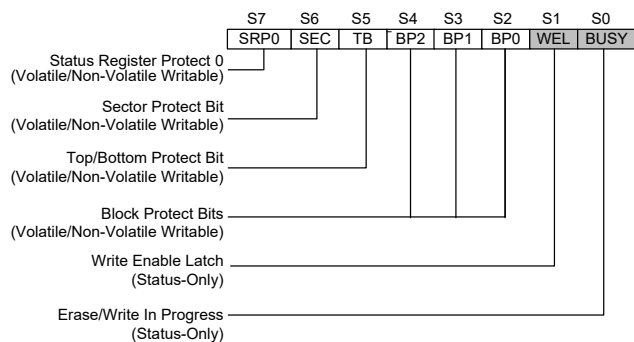 S7 S6 S5 S4 S3 S2 S1 S0
SRP0 SEC TB BP2 BP1 BP0 WEL BUSY
Status Register Protect 0
(Volatile/Non-Volatile Writable)
Sector Protect Bit
(Volatile/Non-Volatile Writable)
Top/Bottom Protect Bit
(Volatile/Non-Volatile Writable)
Block Protect Bits
(Volatile/Non-Volatile Writable)
Write Enable Latch
(Status-Only)
Erase/Write In Progress
(Status-Only)